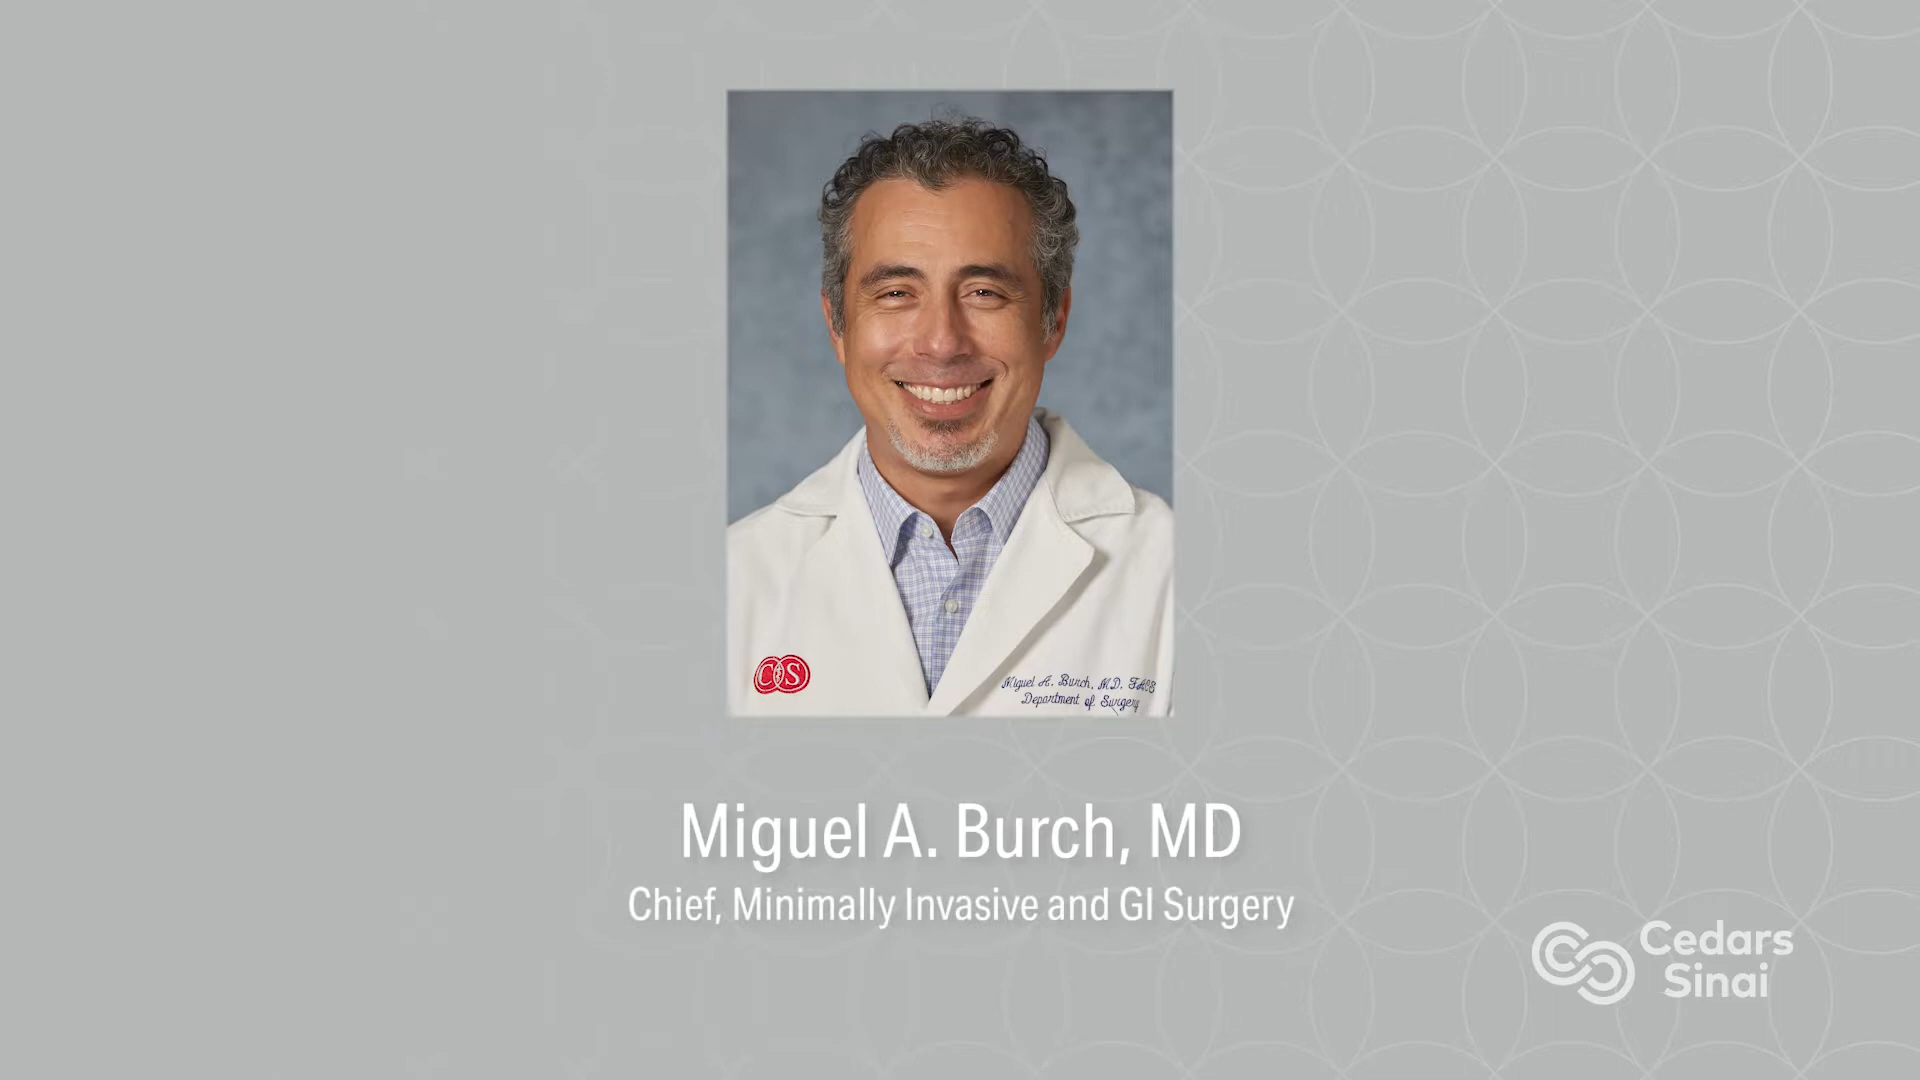 CS
Miguel A. Burch, MD, FACS
Department of Surgery
Miguel A. Burch, MD
Chief, Minimally Invasive and GI Surgery
Cedars
Sinai